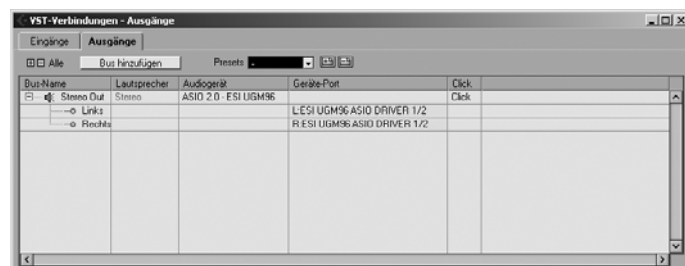 VST-Verbindungen - Ausgänge
Eingänge Ausgänge
Alle Bus hinzufügen Presets -
Bus-Name Lautsprecher Audiogerät Geräte-Port Click
Stereo Out Stereo ASIO 2.0 - ESI UGM96 Click
Links L:ESI UGM96 ASIO DRIVER 1/2
Rechts R:ESI UGM96 ASIO DRIVER 1/2